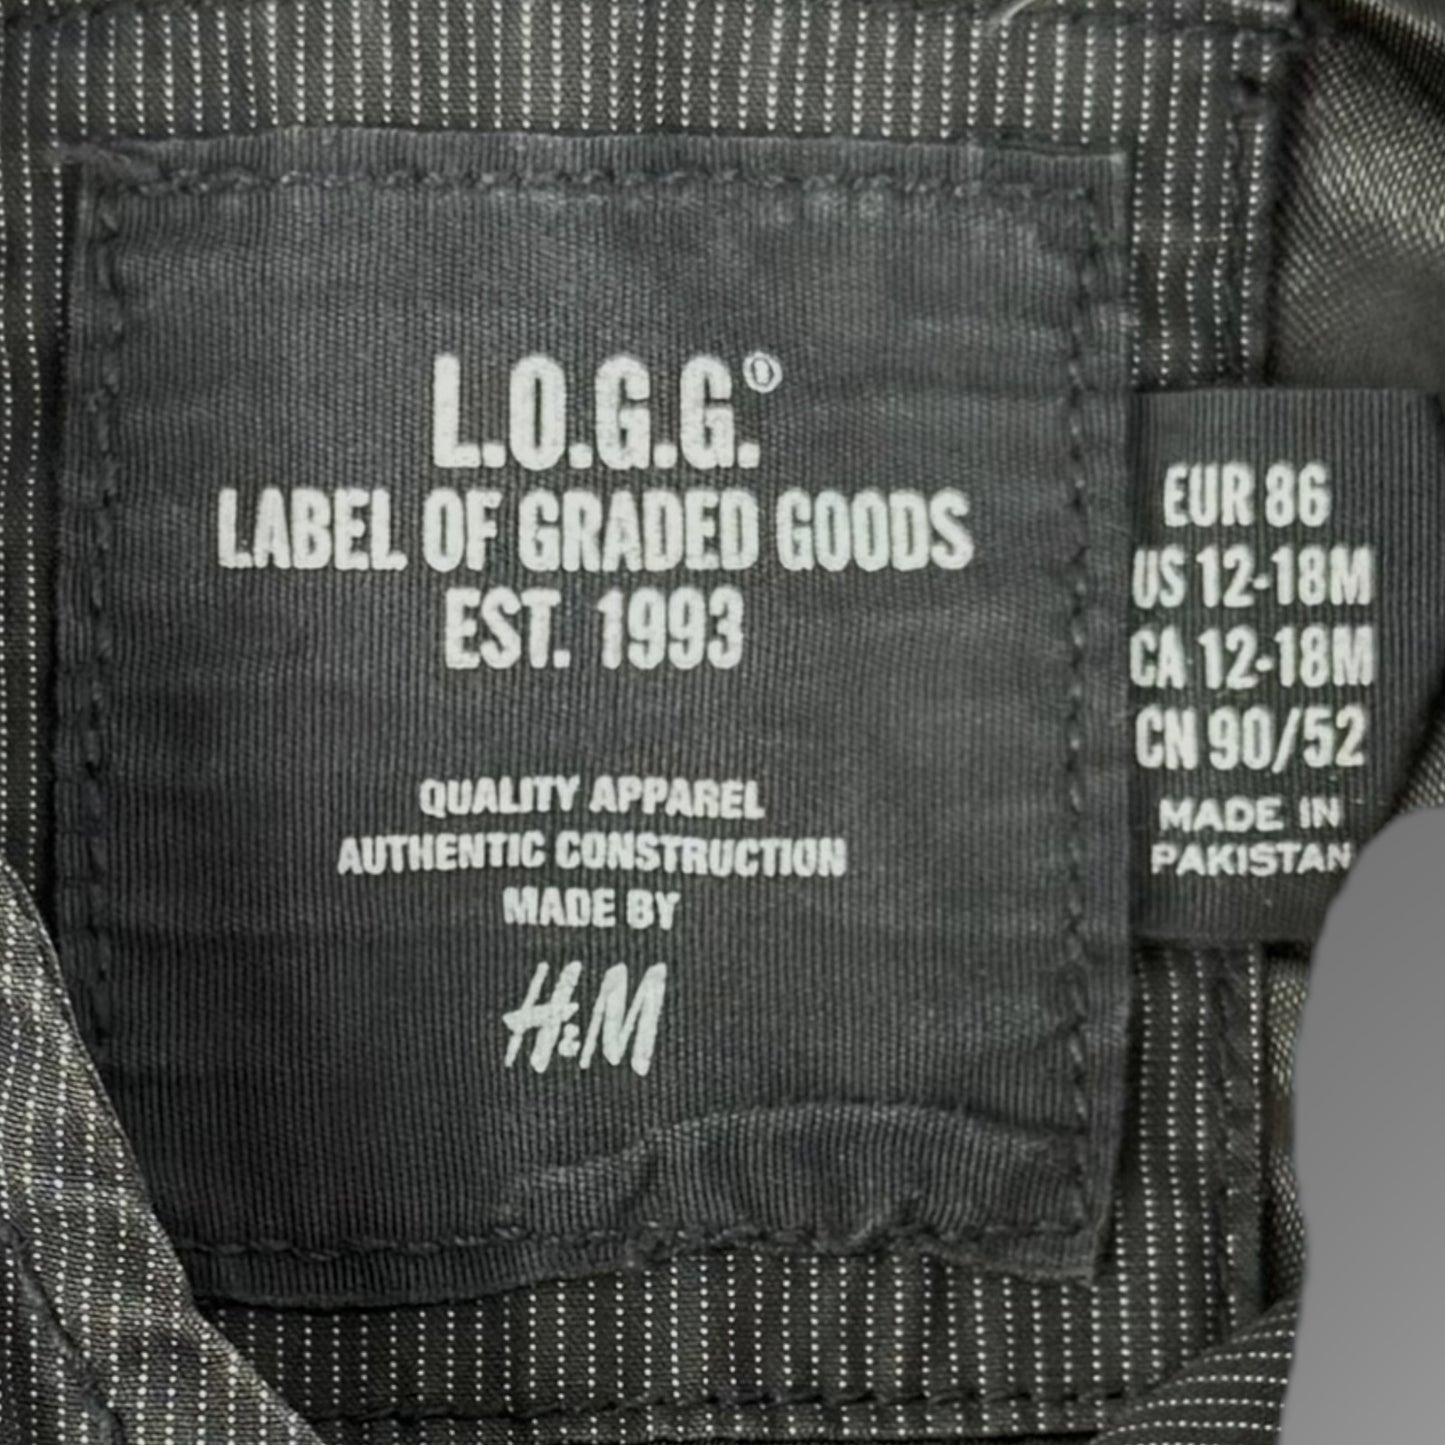 L.O.G.G.®
LABEL OF GRADED GOODS
EST. 1993
QUALITY APPAREL
AUTHENTIC CONSTRUCTION
MADE BY
H&M
EUR 86
US 12-18M
CA 12-18M
CN 90/52
MADE IN
PAKISTAN